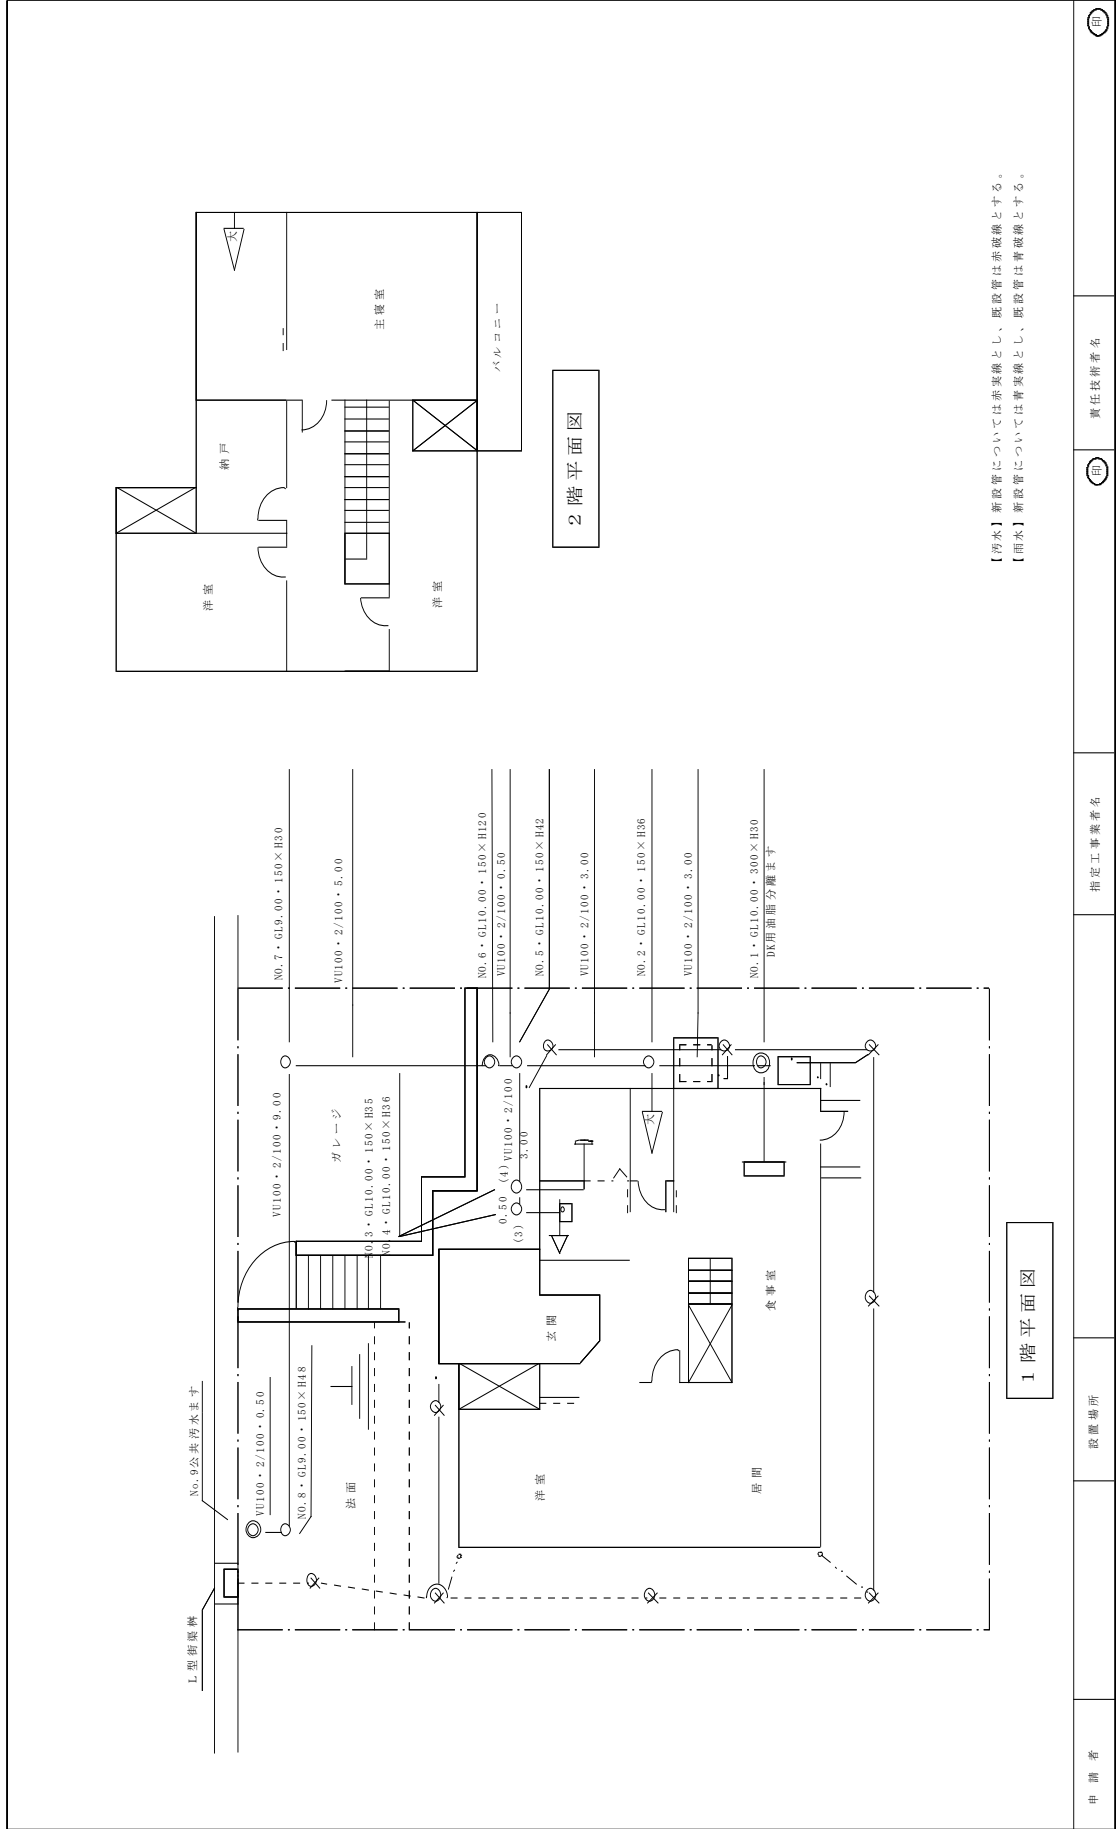 No.9公共汚水ます
L型街渠桝
VU100・2/100・0.50
NO.8・GL9.00・150×H48
法面
VU100・2/100・9.00
ガレージ
NO.3・GL10.00・150×H35
NO.4・GL10.00・150×H36
NO.7・GL9.00・150×H30
VU100・2/100・5.00
NO.6・GL10.00・150×H120
VU100・2/100・0.50
NO.5・GL10.00・150×H42
VU100・2/100・3.00
NO.2・GL10.00・150×H36
VU100・2/100・3.00
NO.1・GL10.00・300×H30
DK用油脂分離ます
0.50
(4)
(3)
VU100・2/100
3.00
玄関
洋室
居間
食事室
大
1階平面図
洋室
納戸
大
主寝室
洋室
バルコニー
2階平面図
【汚水】新設管については赤実線とし、既設管は赤破線とする。
【雨水】新設管については青実線とし、既設管は青破線とする。
申請者
設置場所
指定工事業者名
印
責任技術者名
印